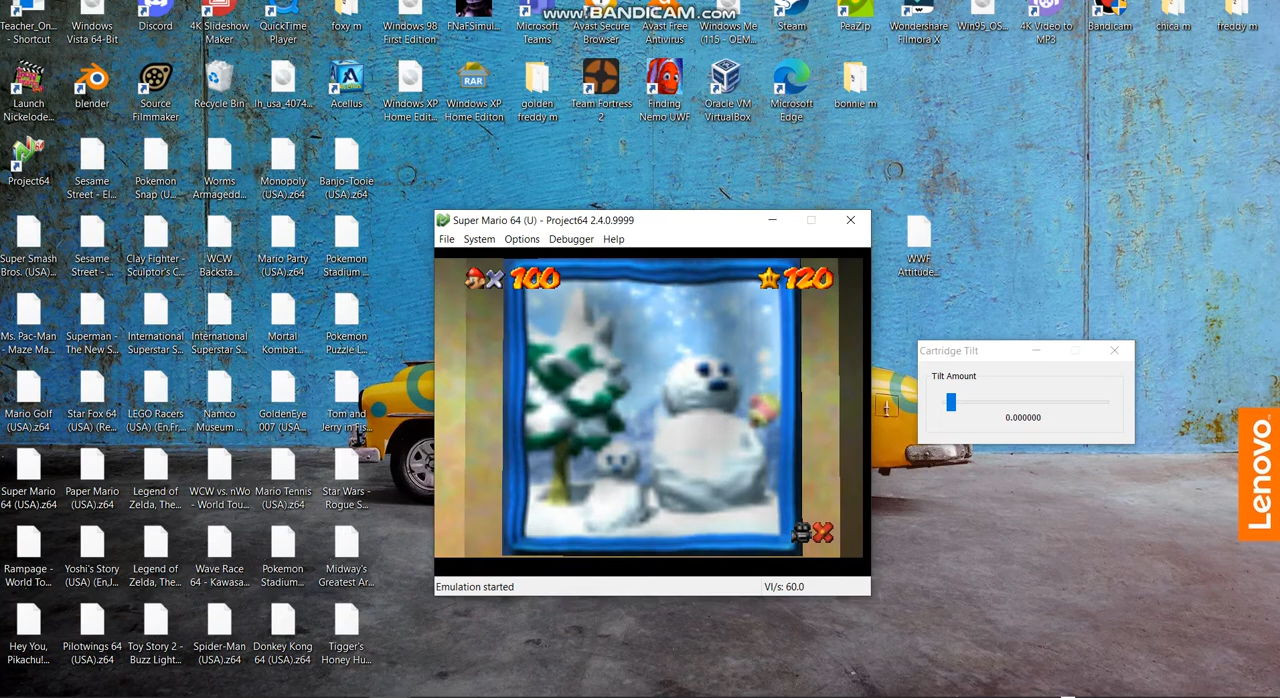 www.BANDICAM.com
Teacher_On... - Shortcut
Windows Vista 64-Bit
Discord
4K Slideshow Maker
QuickTime Player
foxy m
Windows 98 First Edition
FNaFSimul...
Microsoft Teams
Avast Secure Browser
Avast Free Antivirus
Windows Me (115 - OEM...
Steam
PeaZip
Wondershare Filmora X
Win95_OS...
4K Video to MP3
Bandicam
chica m
freddy m
Launch Nickelode...
blender
Source Filmmaker
Recycle Bin
lh_usa_4074...
Acellus
Windows XP Home Edit...
Windows XP Home Editon
golden freddy m
Team Fortress 2
Finding Nemo UWF
Oracle VM VirtualBox
Microsoft Edge
bonnie m
RAR
Project64
Sesame Street - El...
Pokemon Snap (U...
Worms Armagedd...
Monopoly (USA).z64
Banjo-Tooie (USA).z64
Super Smash Bros. (USA)...
Sesame Street - ...
Clay Fighter - Sculptor's C...
WCW Backsta...
Mario Party (USA).z64
Pokemon Stadium ...
WWF Attitude...
Ms. Pac-Man - Maze Ma...
Superman - The New S...
International Superstar S...
International Superstar S...
Mortal Kombat...
Pokemon Puzzle L...
Mario Golf (USA).z64
Star Fox 64 (USA) (Re...
LEGO Racers (USA) (En,Fr,...
Namco Museum ...
GoldenEye 007 (USA...
Tom and Jerry in Fis...
Super Mario 64 (USA).z64
Paper Mario (USA).z64
Legend of Zelda, The...
WCW vs. nWo - World Tou...
Mario Tennis (USA).z64
Star Wars - Rogue S...
Rampage - World To...
Yoshi's Story (USA) (En,J...
Legend of Zelda, The...
Wave Race 64 - Kawasa...
Pokemon Stadium...
Midway's Greatest Ar...
Hey You, Pikachu!...
Pilotwings 64 (USA).z64
Toy Story 2 - Buzz Light...
Spider-Man (USA).z64
Donkey Kong 64 (USA).z64
Tigger's Honey Hu...
Super Mario 64 (U) - Project64 2.4.0.9999
File System Options Debugger Help
100
120
Emulation started
VI/s: 60.0
Cartridge Tilt
Tilt Amount
0.000000
Lenovo